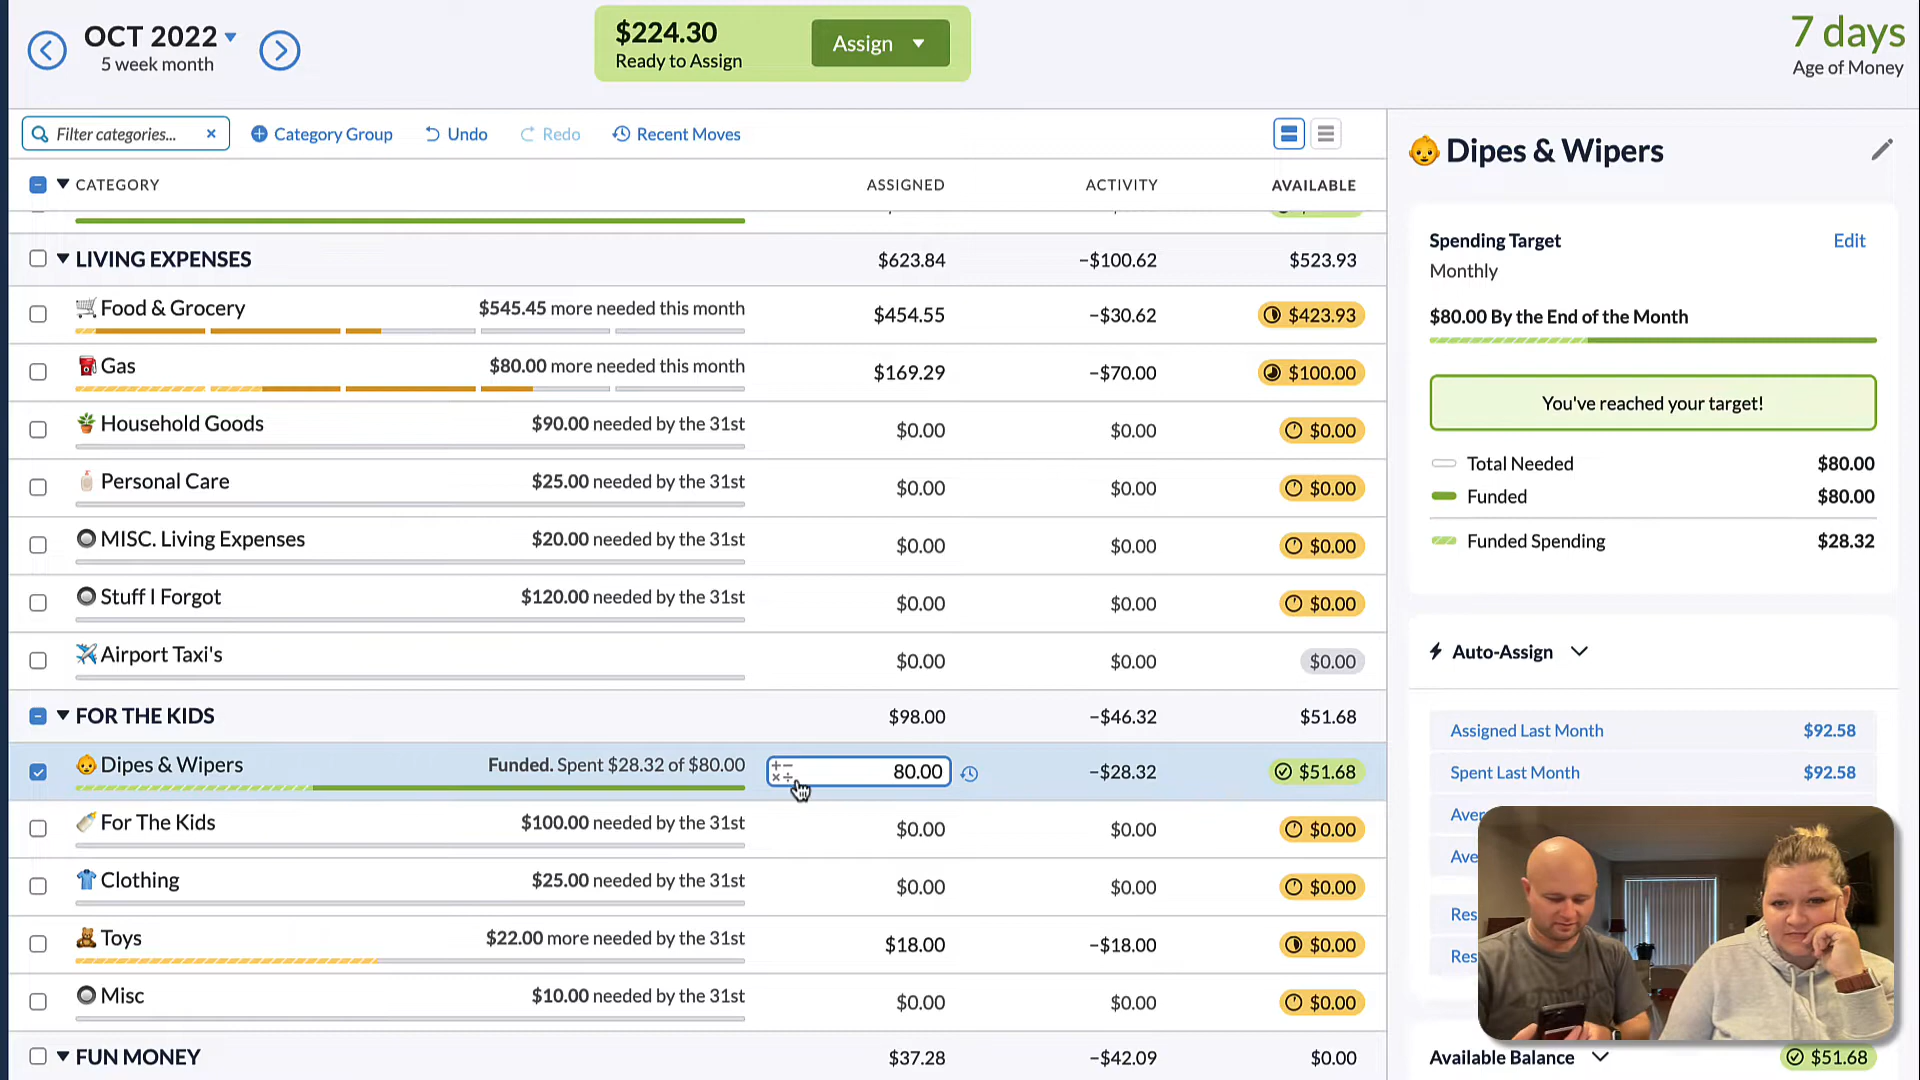 OCT 2022
5 week month
$224.30
Ready to Assign
Assign
7 days
Age of Money
Filter categories...
Category Group
Undo
Redo
Recent Moves
CATEGORY ASSIGNED ACTIVITY AVAILABLE
LIVING EXPENSES $623.84 −$100.62 $523.93
Food & Grocery $545.45 more needed this month $454.55 −$30.62 $423.93
Gas $80.00 more needed this month $169.29 −$70.00 $100.00
Household Goods $90.00 needed by the 31st $0.00 $0.00 $0.00
Personal Care $25.00 needed by the 31st $0.00 $0.00 $0.00
MISC. Living Expenses $20.00 needed by the 31st $0.00 $0.00 $0.00
Stuff I Forgot $120.00 needed by the 31st $0.00 $0.00 $0.00
Airport Taxi's $0.00 $0.00 $0.00
FOR THE KIDS $98.00 −$46.32 $51.68
Dipes & Wipers Funded. Spent $28.32 of $80.00 80.00 −$28.32 $51.68
For The Kids $100.00 needed by the 31st $0.00 $0.00 $0.00
Clothing $25.00 needed by the 31st $0.00 $0.00 $0.00
Toys $22.00 more needed by the 31st $18.00 −$18.00 $0.00
Misc $10.00 needed by the 31st $0.00 $0.00 $0.00
FUN MONEY $37.28 −$42.09 $0.00
Dipes & Wipers
Spending Target Edit
Monthly
$80.00 By the End of the Month
You've reached your target!
Total Needed $80.00
Funded $80.00
Funded Spending $28.32
Auto-Assign
Assigned Last Month $92.58
Spent Last Month $92.58
Available Balance $51.68